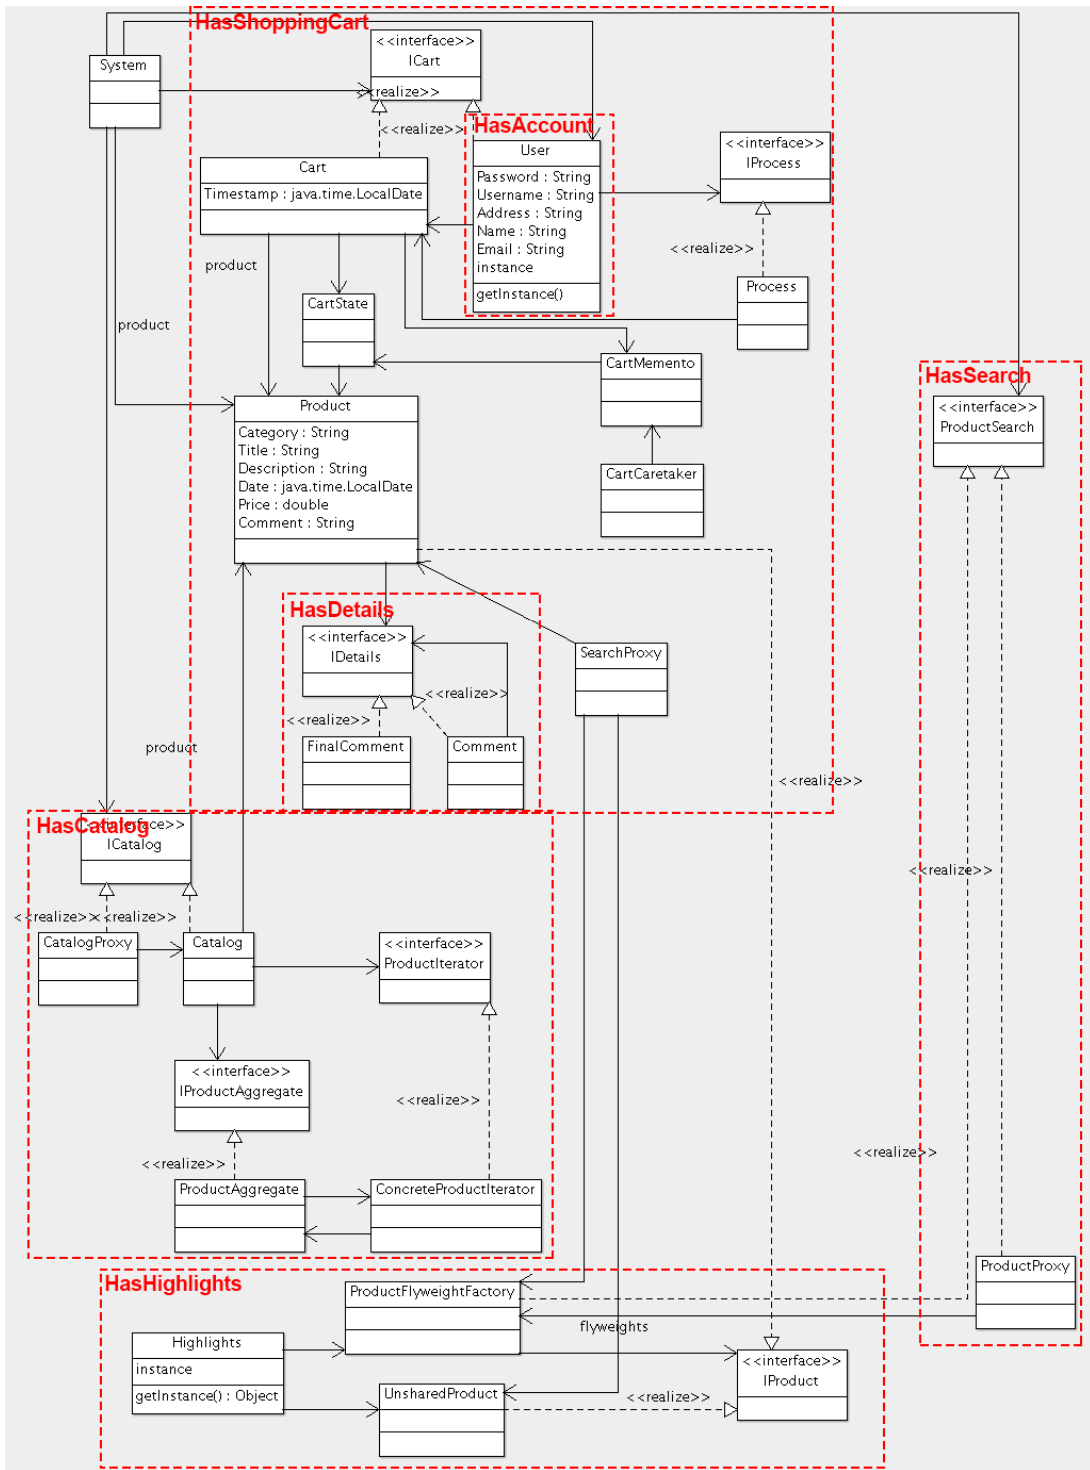 HasShoppingCart
<<interface>>
ICart
System
<<realize>>
<<realize>>
HasAccount
User
Password : String
Username : String
Address : String
Name : String
Email : String
instance
getInstance()
<<interface>>
IProcess
Cart
Timestamp : java.time.LocalDate
<<realize>>
product
Process
CartState
product
CartMemento
HasSearch
<<interface>>
ProductSearch
Product
Category : String
Title : String
Description : String
Date : java.time.LocalDate
Price : double
Comment : String
CartCaretaker
HasDetails
<<interface>>
IDetails
SearchProxy
<<realize>>
<<realize>>
FinalComment
Comment
product
<<realize>>
HasCatalog
<<interface>>
ICatalog
<<realize>>
<<realize>>
<<realize>>
CatalogProxy
Catalog
<<interface>>
ProductIterator
<<interface>>
IProductAggregate
<<realize>>
<<realize>>
<<realize>>
ProductAggregate
ConcreteProductIterator
HasHighlights
ProductFlyweightFactory
ProductProxy
flyweights
Highlights
instance
getInstance() : Object
<<interface>>
IProduct
UnsharedProduct
<<realize>>